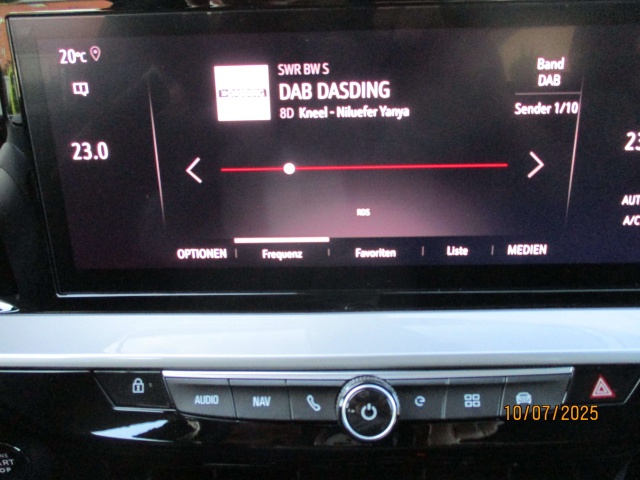 20°C
23.0
SWR BW S
DAB DASDING
8D Kneel - Niluefer Yanya
Band
DAB
Sender 1/10
23
AUT
A/C
RDS
OPTIONEN
Frequenz
Favoriten
Liste
MEDIEN
AUDIO
NAV
10/07/2025